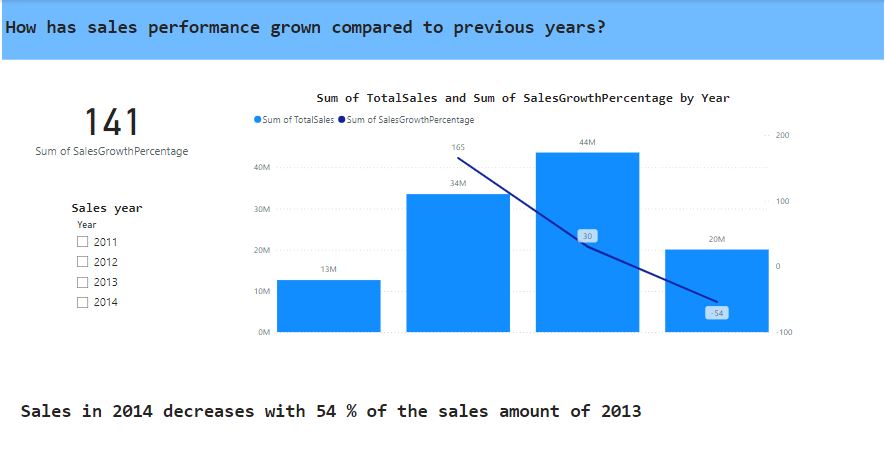 How has sales performance grown compared to previous years?
141
Sum of SalesGrowthPercentage
Sales year
Year
2011
2012
2013
2014
Sum of TotalSales and Sum of SalesGrowthPercentage by Year
Sum of TotalSales Sum of SalesGrowthPercentage
200
165
44M
40M
34M
100
30M
30
20M
20M
0
13M
10M
-54
0M
-100
Sales in 2014 decreases with 54 % of the sales amount of 2013